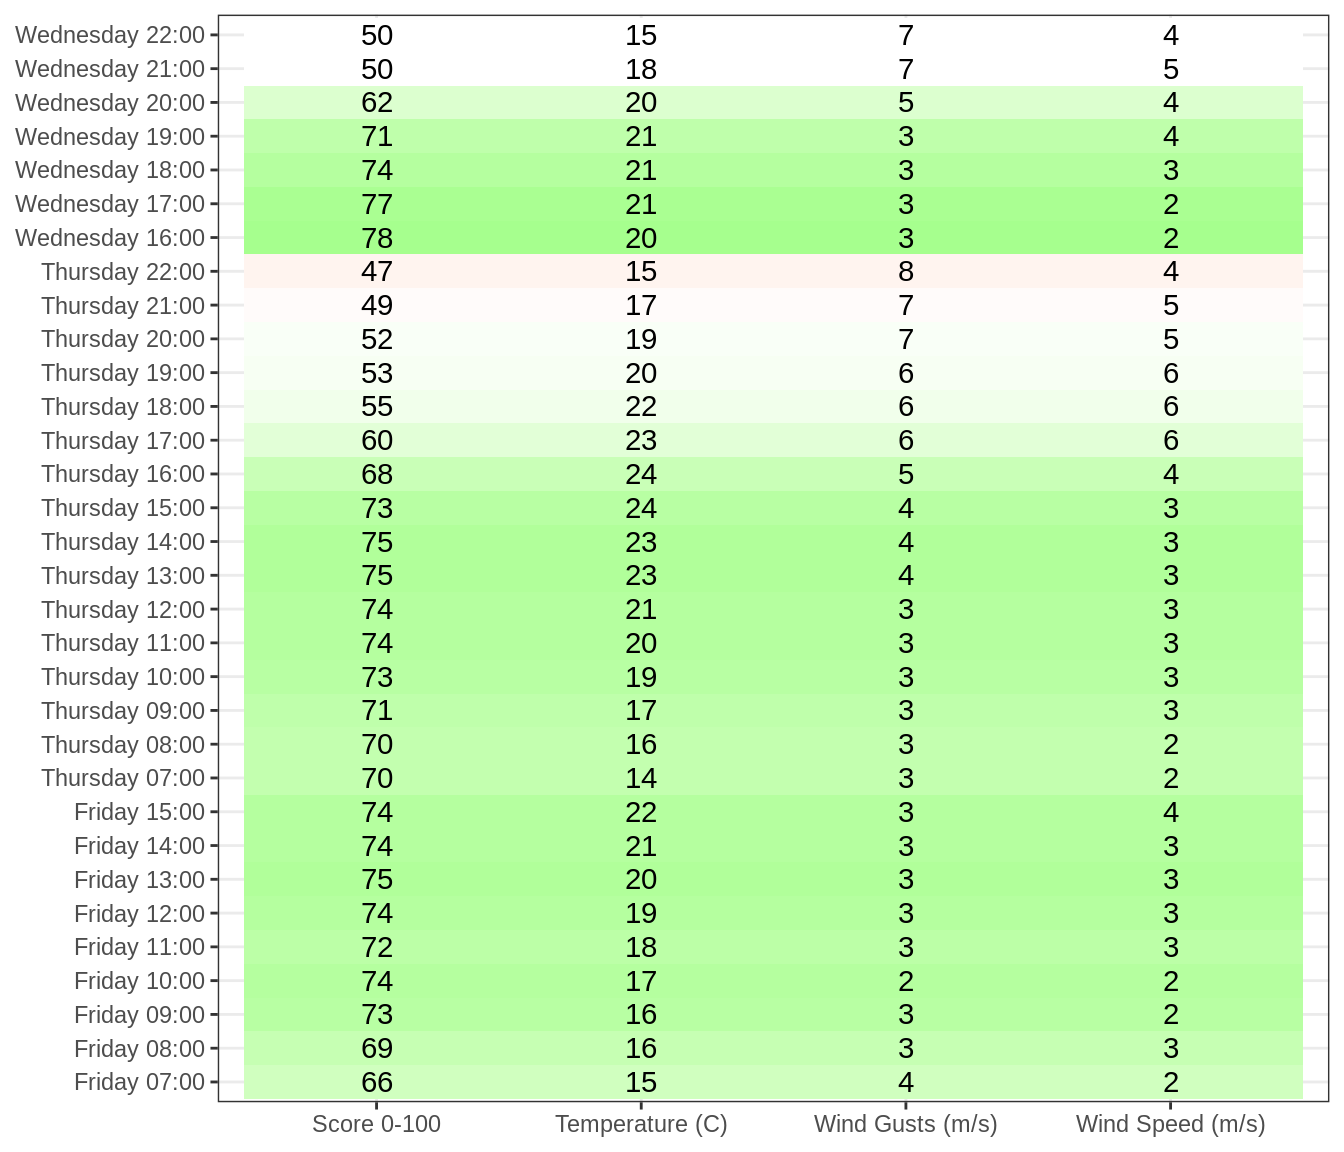 Wednesday 22:00 50 15 7 4
Wednesday 21:00 50 18 7 5
Wednesday 20:00 62 20 5 4
Wednesday 19:00 71 21 3 4
Wednesday 18:00 74 21 3 3
Wednesday 17:00 77 21 3 2
Wednesday 16:00 78 20 3 2
Thursday 22:00 47 15 8 4
Thursday 21:00 49 17 7 5
Thursday 20:00 52 19 7 5
Thursday 19:00 53 20 6 6
Thursday 18:00 55 22 6 6
Thursday 17:00 60 23 6 6
Thursday 16:00 68 24 5 4
Thursday 15:00 73 24 4 3
Thursday 14:00 75 23 4 3
Thursday 13:00 75 23 4 3
Thursday 12:00 74 21 3 3
Thursday 11:00 74 20 3 3
Thursday 10:00 73 19 3 3
Thursday 09:00 71 17 3 3
Thursday 08:00 70 16 3 2
Thursday 07:00 70 14 3 2
Friday 15:00 74 22 3 4
Friday 14:00 74 21 3 3
Friday 13:00 75 20 3 3
Friday 12:00 74 19 3 3
Friday 11:00 72 18 3 3
Friday 10:00 74 17 2 2
Friday 09:00 73 16 3 2
Friday 08:00 69 16 3 3
Friday 07:00 66 15 4 2
Score 0-100 Temperature (C) Wind Gusts (m/s) Wind Speed (m/s)